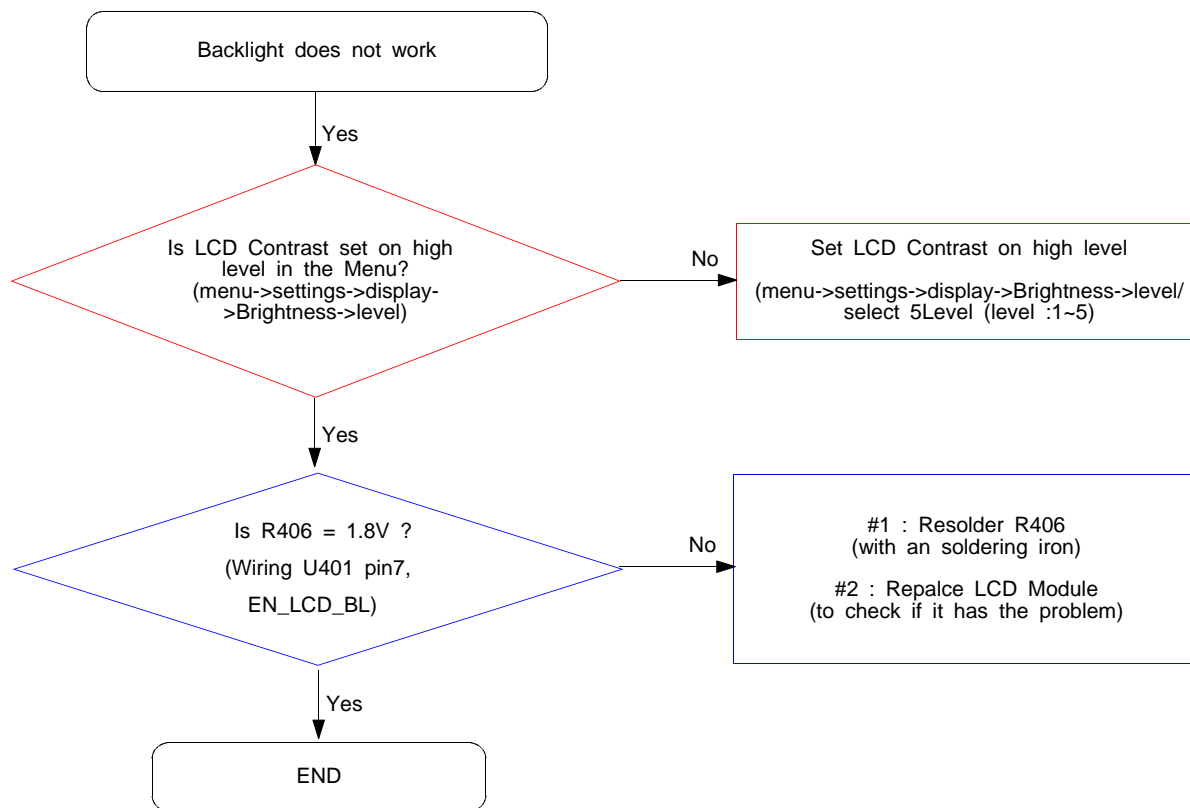 Backlight does not work
Yes
Is LCD Contrast set on high
level in the Menu?
(menu->settings->display-
>Brightness->level)
No
Set LCD Contrast on high level
(menu->settings->display->Brightness->level/
select 5Level (level :1~5)
Yes
Is R406 = 1.8V ?
(Wiring U401 pin7,
EN_LCD_BL)
No
#1 : Resolder R406
(with an soldering iron)
#2 : Repalce LCD Module
(to check if it has the problem)
Yes
END